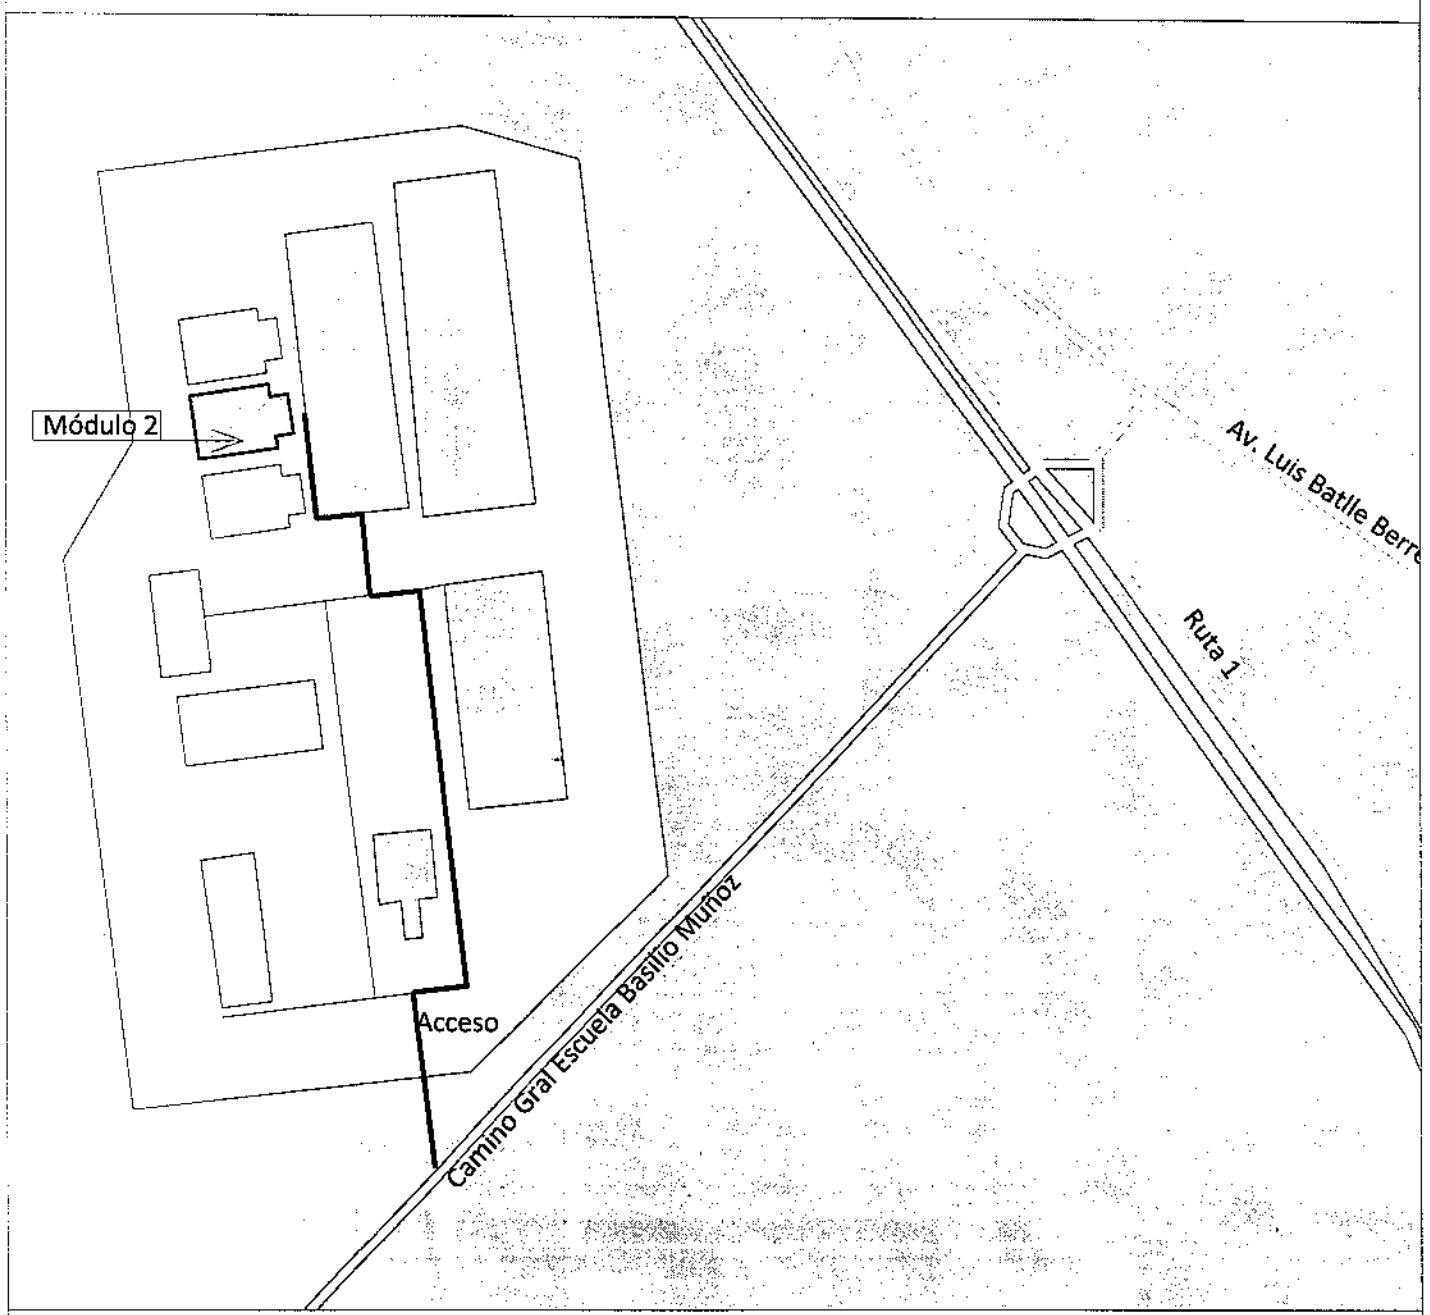 Módulo 2
Av. Luis Batlle Berre
Ruta 1
Camino Gral Escuela Basilio Muñoz
Acceso